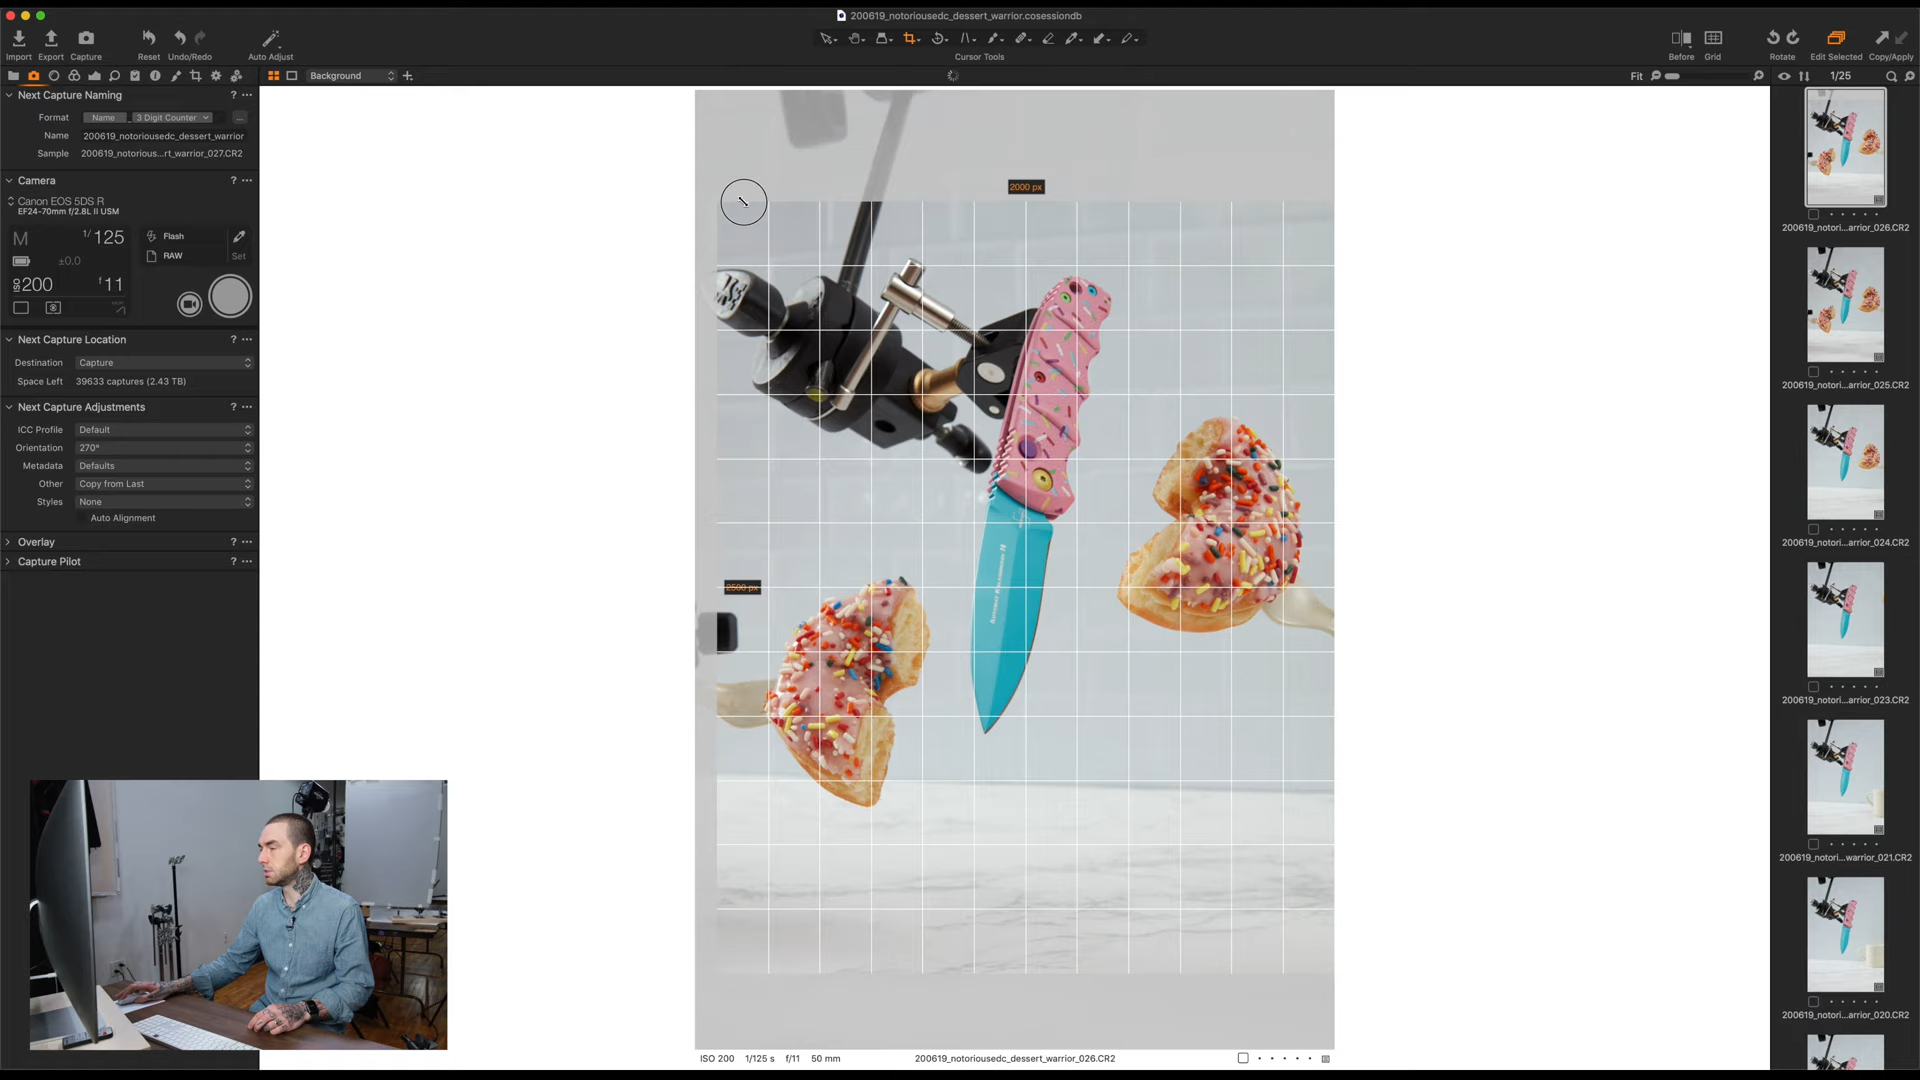 200619_notoriousedc_dessert_warrior.cosessiondb
Import Export Capture Reset Undo/Redo Auto Adjust Cursor Tools Before Grid Rotate Edit Selected Copy/Apply
Background
Fit
1/25
Next Capture Naming ?
Format Name 3 Digit Counter
Name 200619_notoriousedc_dessert_warrior
Sample 200619_notorious...rt_warrior_027.CR2
Camera ?
Canon EOS 5DS R
EF24-70mm f/2.8L II USM
M 1/125 Flash
±0.0 RAW Set
ISO 200 f 11
Next Capture Location ?
Destination Capture
Space Left 39633 captures (2.43 TB)
Next Capture Adjustments ?
ICC Profile Default
Orientation 270°
Metadata Defaults
Other Copy from Last
Styles None
Auto Alignment
Overlay ?
Capture Pilot ?
2000 px
2500 px
ISO 200 1/125 s f/11 50 mm
200619_notoriousedc_dessert_warrior_026.CR2
200619_notori...arrior_026.CR2
200619_notori...arrior_025.CR2
200619_notori...arrior_024.CR2
200619_notori...arrior_023.CR2
200619_notori...warrior_021.CR2
200619_notori...arrior_020.CR2